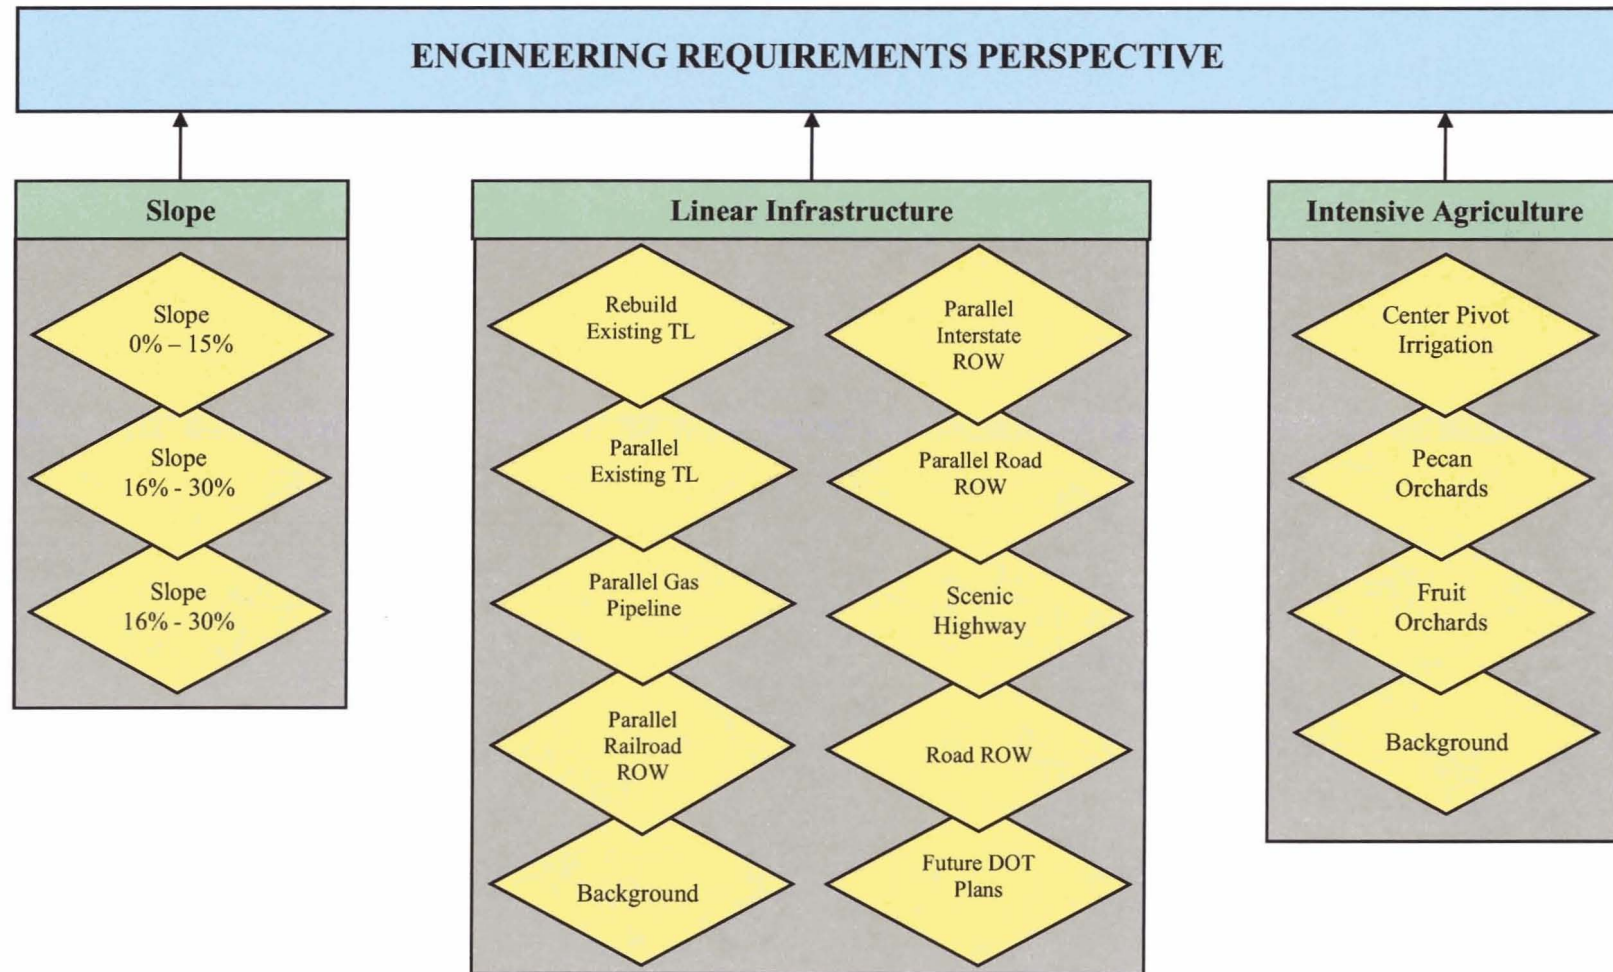 ENGINEERING REQUIREMENTS PERSPECTIVE
Slope
Slope
0% – 15%
Slope
16% - 30%
Slope
16% - 30%
Linear Infrastructure
Rebuild
Existing TL
Parallel
Existing TL
Parallel Gas
Pipeline
Parallel
Railroad
ROW
Background
Parallel
Interstate
ROW
Parallel Road
ROW
Scenic
Highway
Road ROW
Future DOT
Plans
Intensive Agriculture
Center Pivot
Irrigation
Pecan
Orchards
Fruit
Orchards
Background